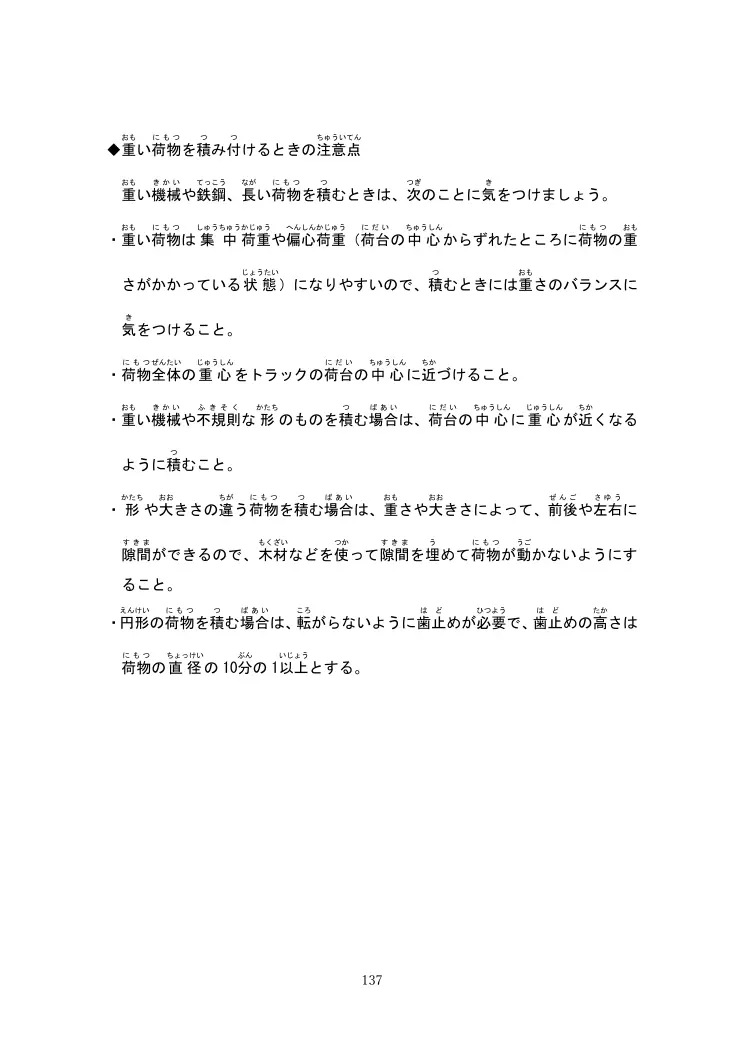 ◆重い荷物を積み付けるときの注意点
重い機械や鉄鋼、長い荷物を積むときは、次のことに気をつけましょう。
・重い荷物は集中荷重や偏心荷重（荷台の中心からずれたところに荷物の重
さがかかっている状態）になりやすいので、積むときには重さのバランスに
気をつけること。
・荷物全体の重心をトラックの荷台の中心に近づけること。
・重い機械や不規則な形のものを積む場合は、荷台の中心に重心が近くなる
ように積むこと。
・形や大きさの違う荷物を積む場合は、重さや大きさによって、前後や左右に
隙間ができるので、木材などを使って隙間を埋めて荷物が動かないようにす
ること。
・円形の荷物を積む場合は、転がらないように歯止めが必要で、歯止めの高さは
荷物の直径の10分の1以上とする。
137